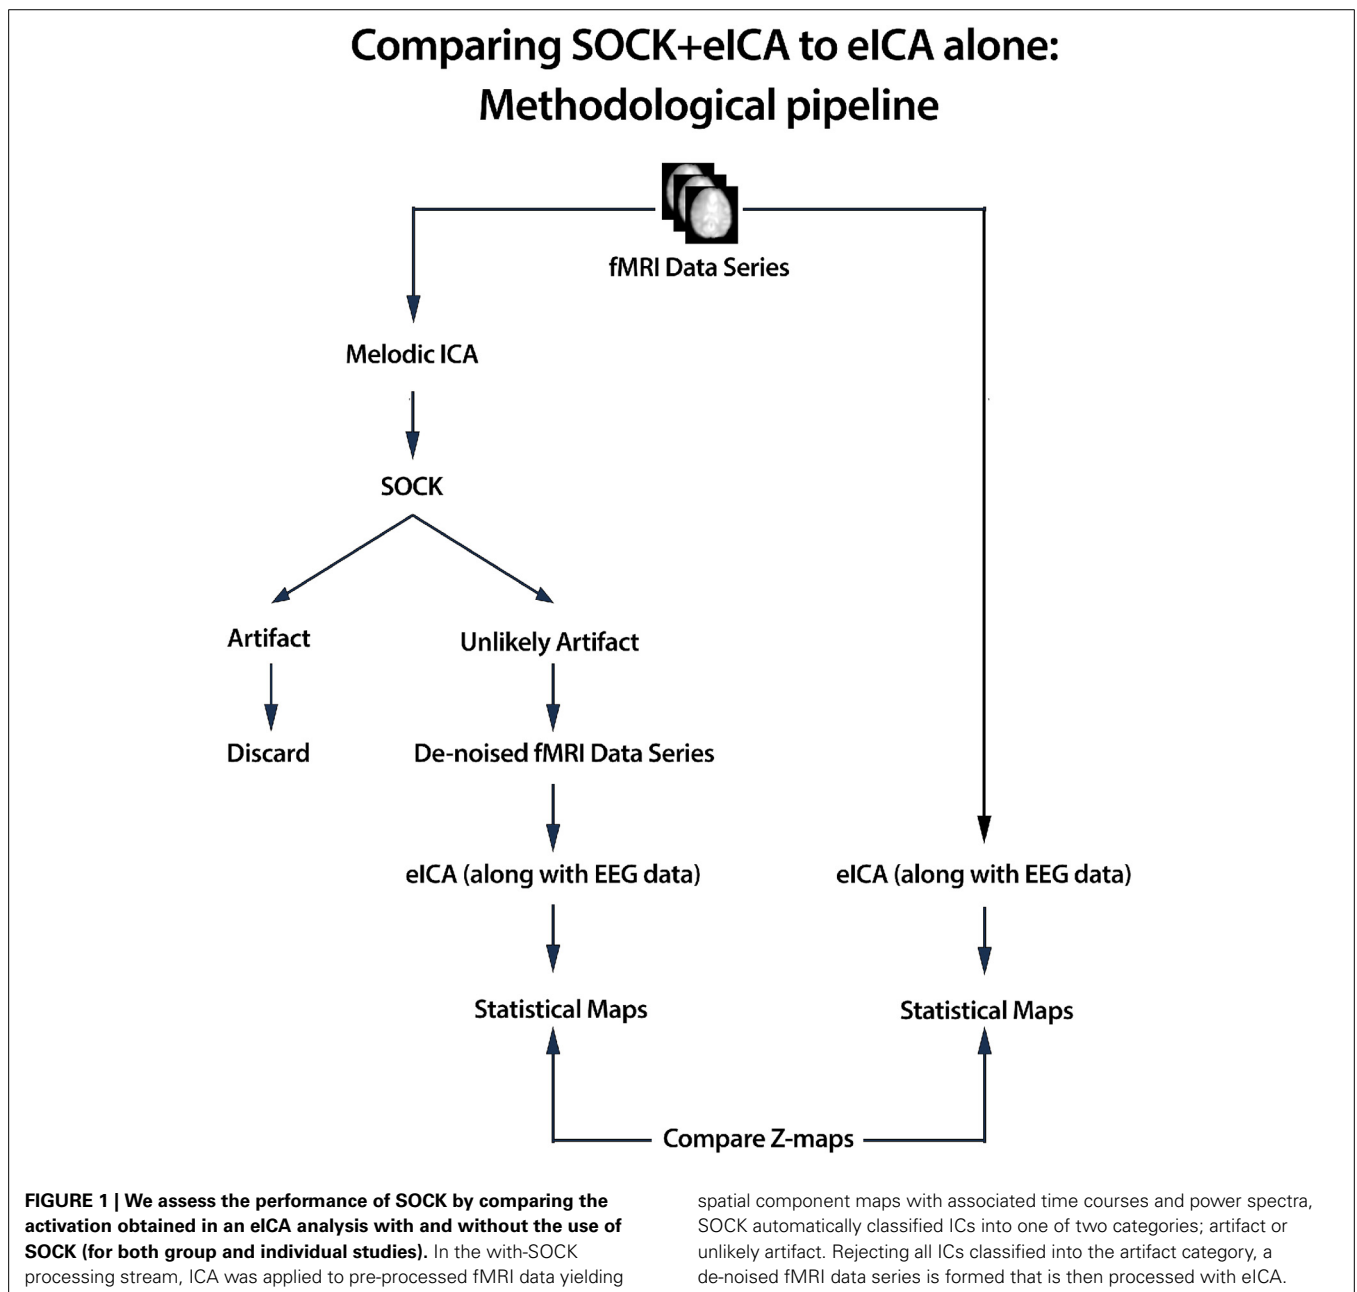 Comparing SOCK+eICA to eICA alone:
Methodological pipeline
fMRI Data Series
Melodic ICA
SOCK
Artifact
Unlikely Artifact
Discard
De-noised fMRI Data Series
eICA (along with EEG data)
eICA (along with EEG data)
Statistical Maps
Statistical Maps
Compare Z-maps
FIGURE 1 | We assess the performance of SOCK by comparing the
activation obtained in an eICA analysis with and without the use of
SOCK (for both group and individual studies). In the with-SOCK
processing stream, ICA was applied to pre-processed fMRI data yielding
spatial component maps with associated time courses and power spectra,
SOCK automatically classified ICs into one of two categories; artifact or
unlikely artifact. Rejecting all ICs classified into the artifact category, a
de-noised fMRI data series is formed that is then processed with eICA.